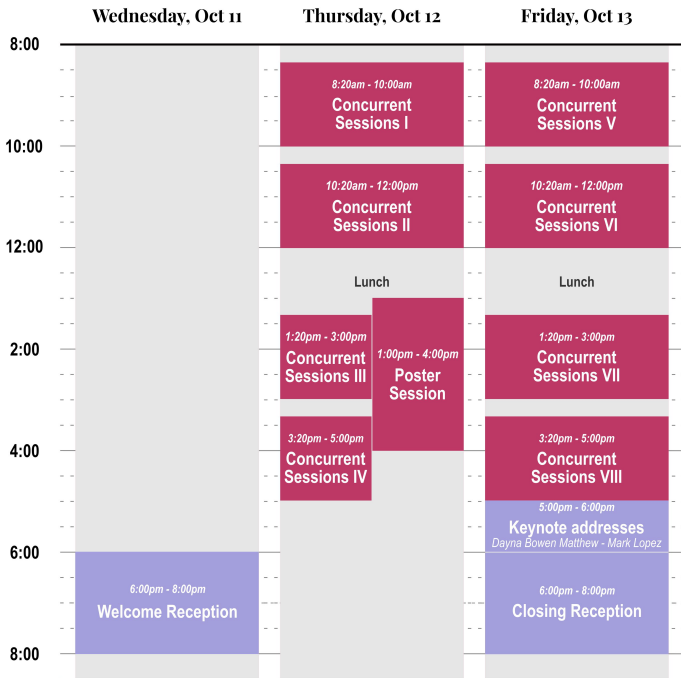 Wednesday, Oct 11
Thursday, Oct 12
Friday, Oct 13
8:00
8:20am - 10:00am
Concurrent
Sessions I
8:20am - 10:00am
Concurrent
Sessions V
10:00
10:20am - 12:00pm
Concurrent
Sessions II
10:20am - 12:00pm
Concurrent
Sessions VI
12:00
Lunch
Lunch
1:20pm - 3:00pm
Concurrent
Sessions III
1:00pm - 4:00pm
Poster
Session
1:20pm - 3:00pm
Concurrent
Sessions VII
2:00
3:20pm - 5:00pm
Concurrent
Sessions IV
3:20pm - 5:00pm
Concurrent
Sessions VIII
4:00
5:00pm - 6:00pm
Keynote addresses
Dayna Bowen Matthew - Mark Lopez
6:00
6:00pm - 8:00pm
Welcome Reception
6:00pm - 8:00pm
Closing Reception
8:00